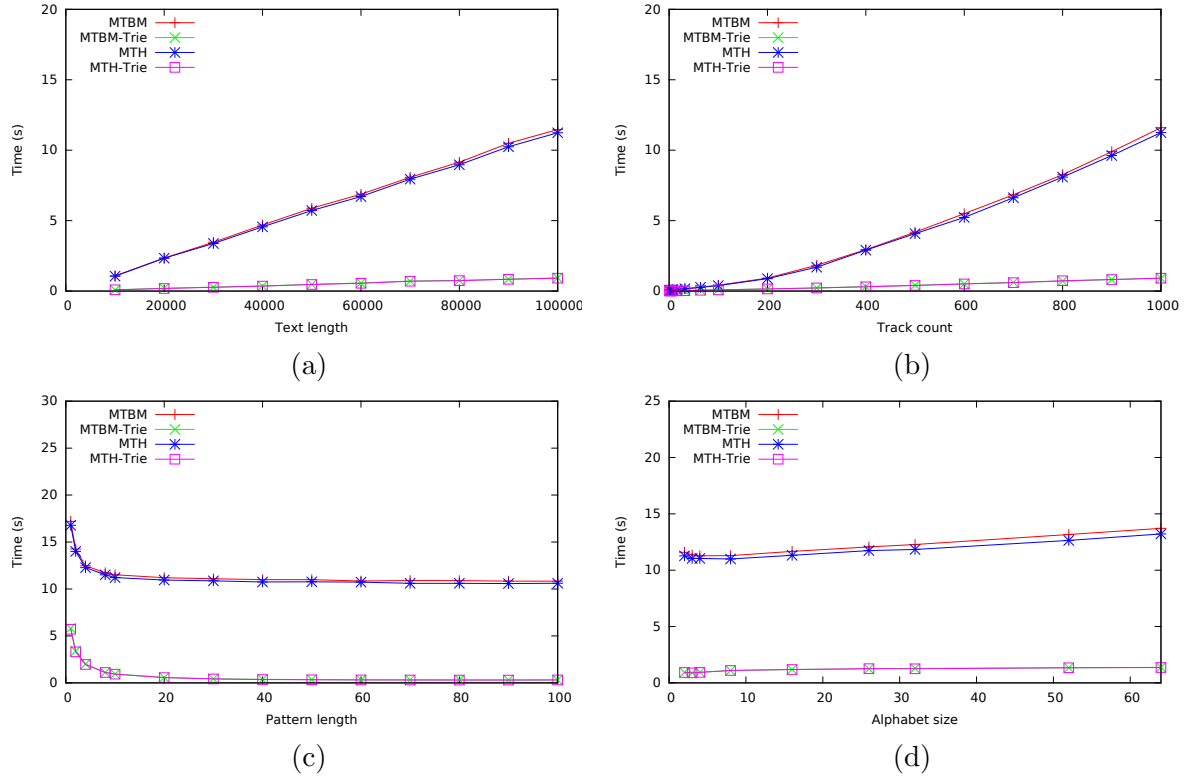 20
15
10
5
0
0
20000
40000
60000
80000
100000
Time (s)
Text length
MTBM
MTBM-Trie
MTH
MTH-Trie
(a)
20
15
10
5
0
0
200
400
600
800
1000
Time (s)
Track count
MTBM
MTBM-Trie
MTH
MTH-Trie
(b)
30
25
20
15
10
5
0
0
20
40
60
80
100
Time (s)
Pattern length
MTBM
MTBM-Trie
MTH
MTH-Trie
(c)
25
20
15
10
5
0
0
10
20
30
40
50
60
Time (s)
Alphabet size
MTBM
MTBM-Trie
MTH
MTH-Trie
(d)